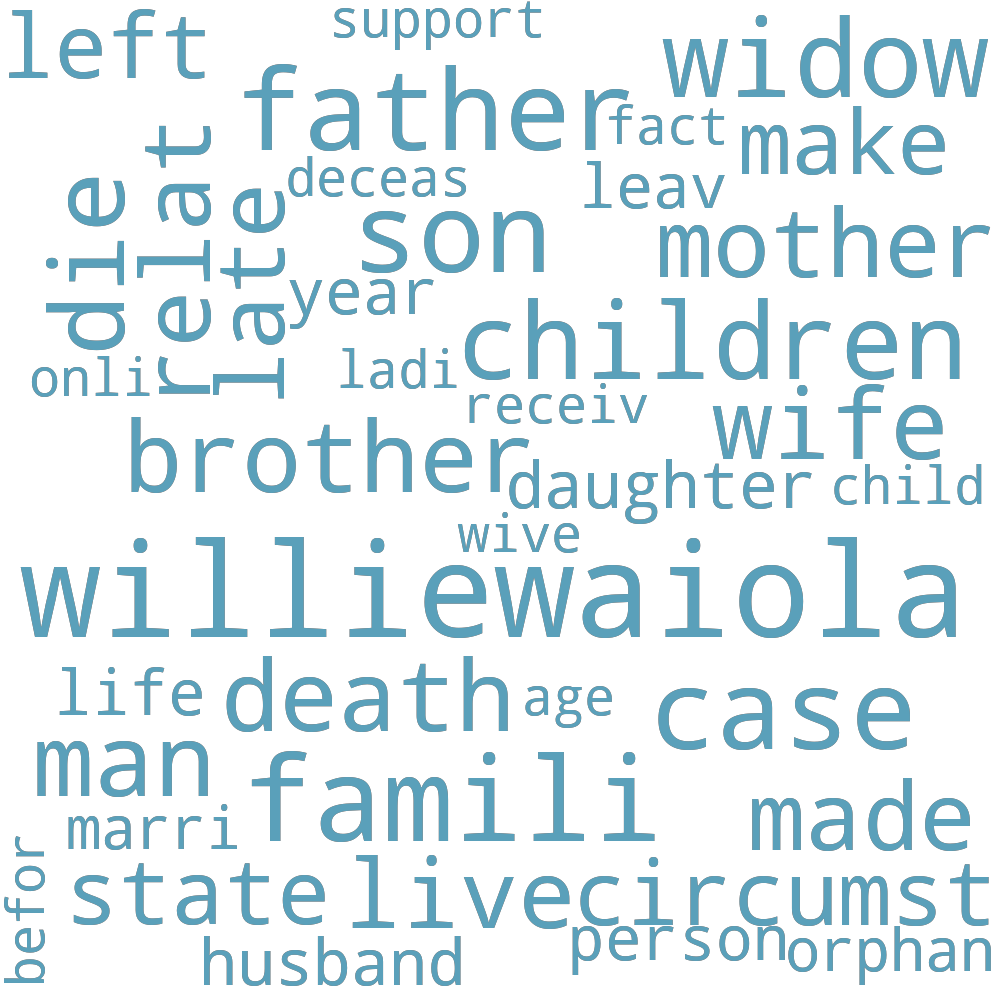 support
left
widow
father
fact
make
relat
deceas
leav
die
late
son
mother
year
children
onli
ladi
receiv
wife
brother
daughter
child
wive
williewaiola
life
death
age
case
man
famili
made
marri
befor
state
live
circumst
person
husband
orphan